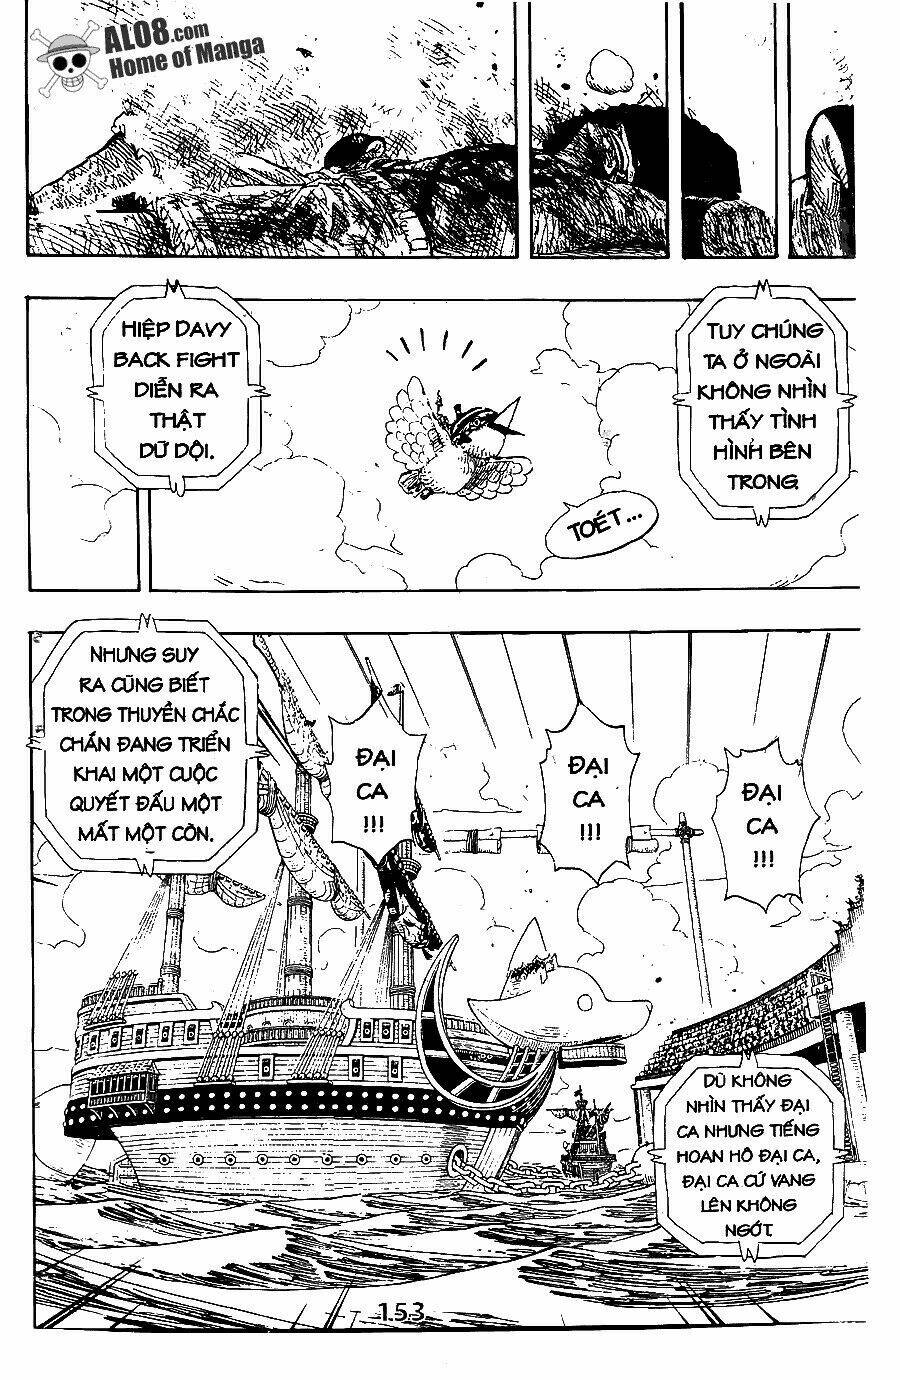 ALO8.com
Home of Manga
TUY CHÚNG
TA Ở NGOÀI
KHÔNG NHÌN
THẤY TÌNH
HÌNH BÊN
TRONG.
TOÉT...
HIỆP DAVY
BACK FIGHT
DIỄN RA
THẬT
DỮ DỘI.
ĐẠI
CA
!!!
ĐẠI
CA
!!!
ĐẠI
CA
!!!
NHƯNG SUY
RA CŨNG BIẾT
TRONG THUYỀN CHẮC
CHẮN ĐANG TRIỂN
KHAI MỘT CUỘC
QUYẾT ĐẤU MỘT
MẤT MỘT CÒN.
DÙ KHÔNG
NHÌN THẤY ĐẠI
CA NHƯNG TIẾNG
HOAN HÔ ĐẠI CA,
ĐẠI CA CỨ VANG
LÊN KHÔNG
NGỚT.
153